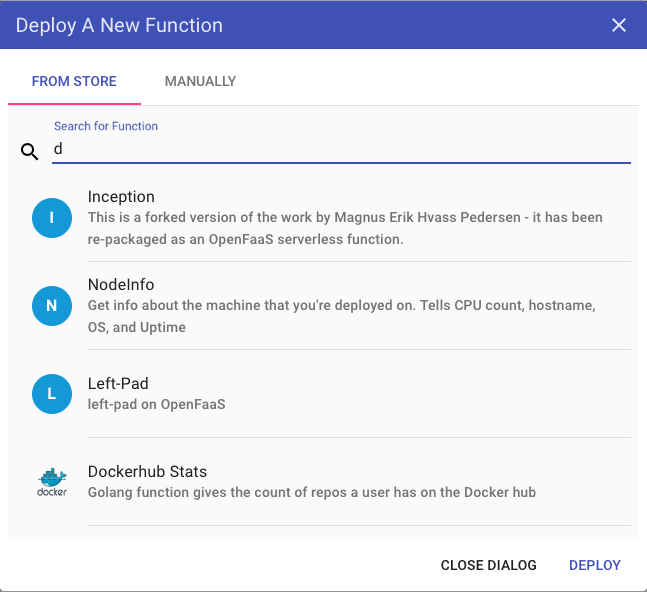 Deploy A New Function
FROM STORE
MANUALLY
Search for Function
d
I
Inception
This is a forked version of the work by Magnus Erik Hvass Pedersen - it has been
re-packaged as an OpenFaaS serverless function.
N
NodeInfo
Get info about the machine that you're deployed on. Tells CPU count, hostname,
OS, and Uptime
L
Left-Pad
left-pad on OpenFaaS
docker
Dockerhub Stats
Golang function gives the count of repos a user has on the Docker hub
CLOSE DIALOG
DEPLOY